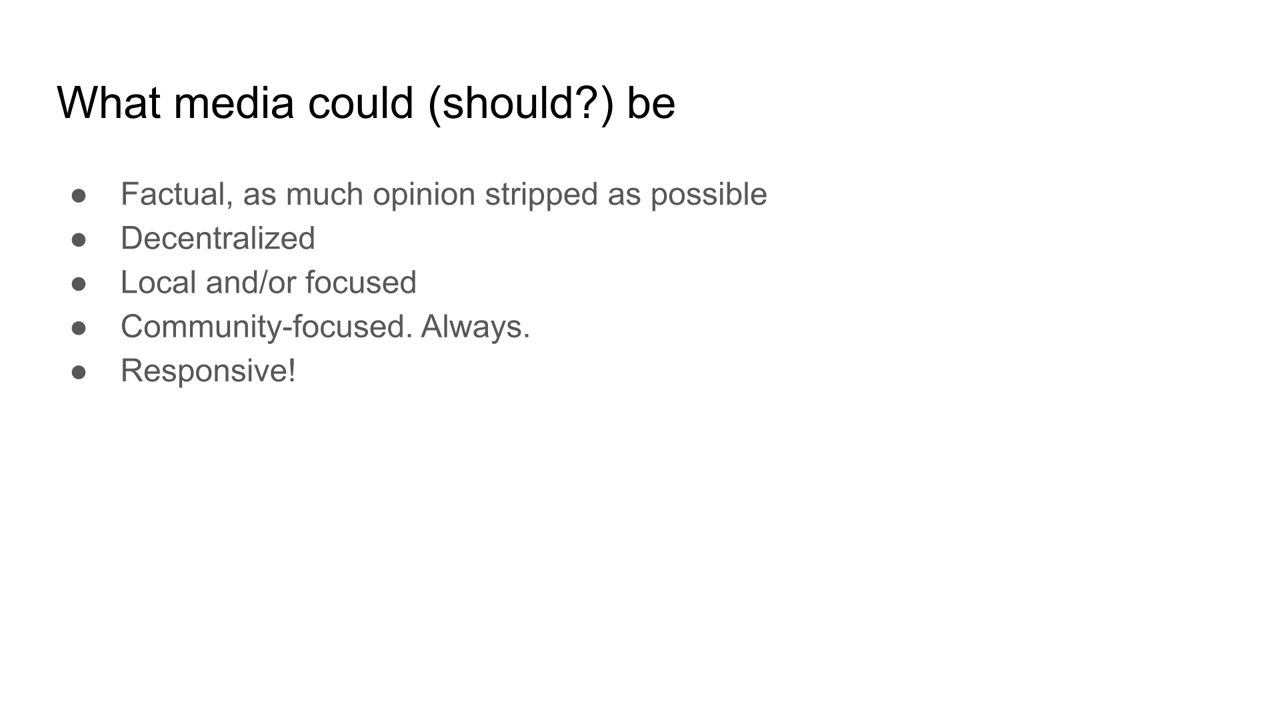 What media could (should?) be
● Factual, as much opinion stripped as possible
● Decentralized
● Local and/or focused
● Community-focused. Always.
● Responsive!